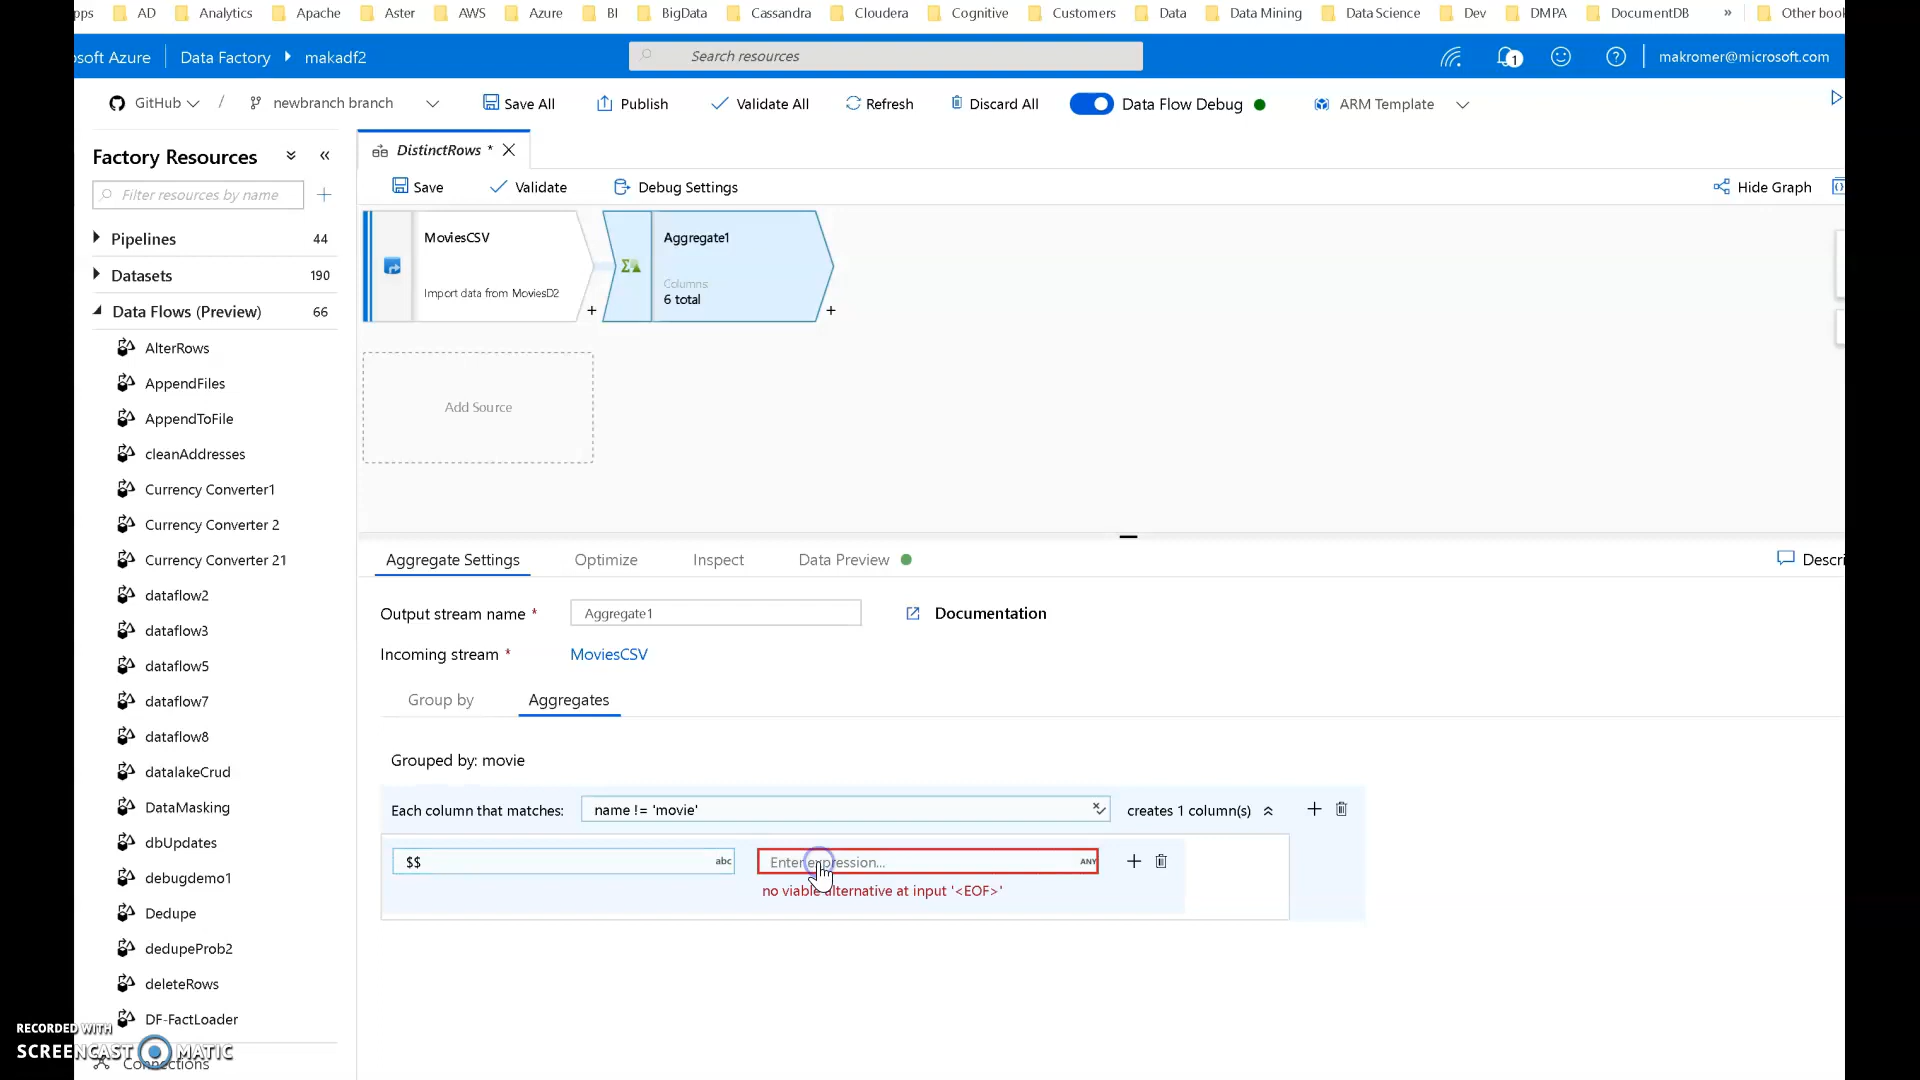 pps AD Analytics Apache Aster AWS Azure BI BigData Cassandra Cloudera Cognitive Customers Data Data Mining Data Science Dev DMPA DocumentDB » Other book
osoft Azure Data Factory makadf2 Search resources 1 makromer@microsoft.com
GitHub / newbranch branch Save All Publish Validate All Refresh Discard All Data Flow Debug ARM Template
Factory Resources
Filter resources by name
Pipelines 44
Datasets 190
Data Flows (Preview) 66
AlterRows
AppendFiles
AppendToFile
cleanAddresses
Currency Converter1
Currency Converter 2
Currency Converter 21
dataflow2
dataflow3
dataflow5
dataflow7
dataflow8
datalakeCrud
DataMasking
dbUpdates
debugdemo1
Dedupe
dedupeProb2
deleteRows
DF-FactLoader
Connections
DistinctRows *
Save Validate Debug Settings Hide Graph
MoviesCSV
Import data from MoviesD2
+
Aggregate1
Columns:
6 total
+
Add Source
Aggregate Settings Optimize Inspect Data Preview Descri
Output stream name * Aggregate1 Documentation
Incoming stream * MoviesCSV
Group by Aggregates
Grouped by: movie
Each column that matches: name != 'movie' creates 1 column(s)
$$ abc Enter expression... ANY
no viable alternative at input '<EOF>'
RECORDED WITH
SCREENCAST MATIC